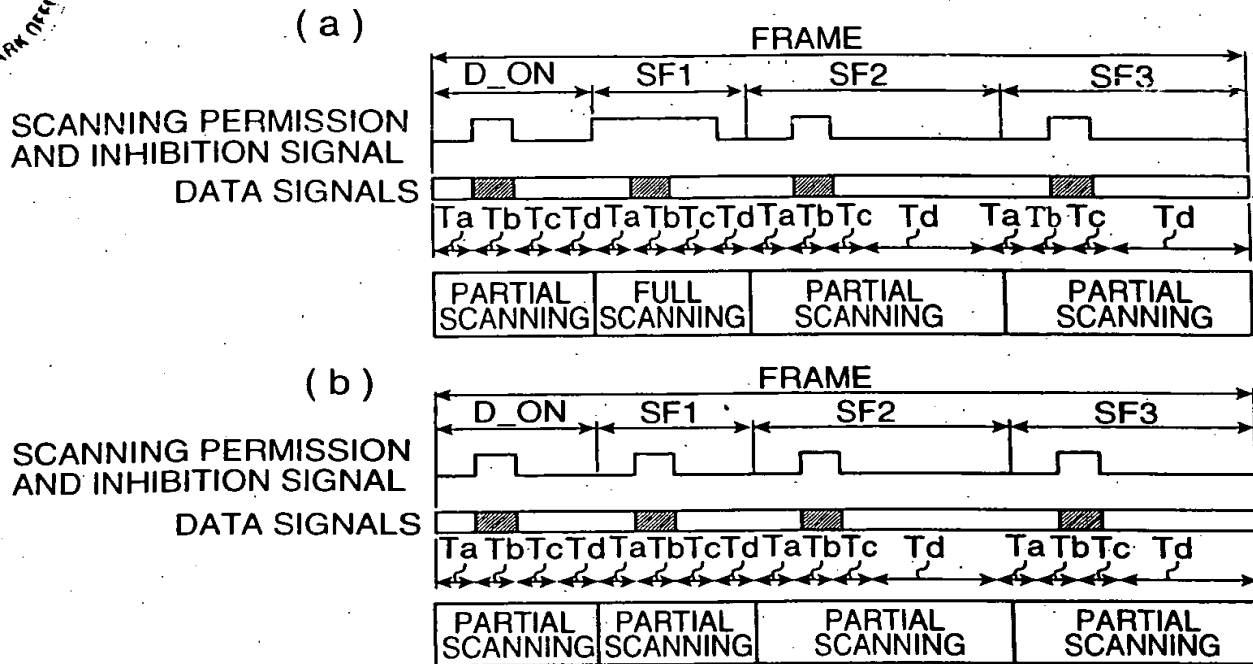 (a)
FRAME
D_ON SF1 SF2 SF3
SCANNING PERMISSION
AND INHIBITION SIGNAL
DATA SIGNALS
Ta Tb Tc Td Ta Tb Tc Td Ta Tb Tc Td Ta Tb Tc Td
PARTIAL SCANNING FULL SCANNING PARTIAL SCANNING PARTIAL SCANNING
(b)
FRAME
D_ON SF1 SF2 SF3
SCANNING PERMISSION
AND INHIBITION SIGNAL
DATA SIGNALS
Ta Tb Tc Td Ta Tb Tc Td Ta Tb Tc Td Ta Tb Tc Td
PARTIAL SCANNING PARTIAL SCANNING PARTIAL SCANNING PARTIAL SCANNING